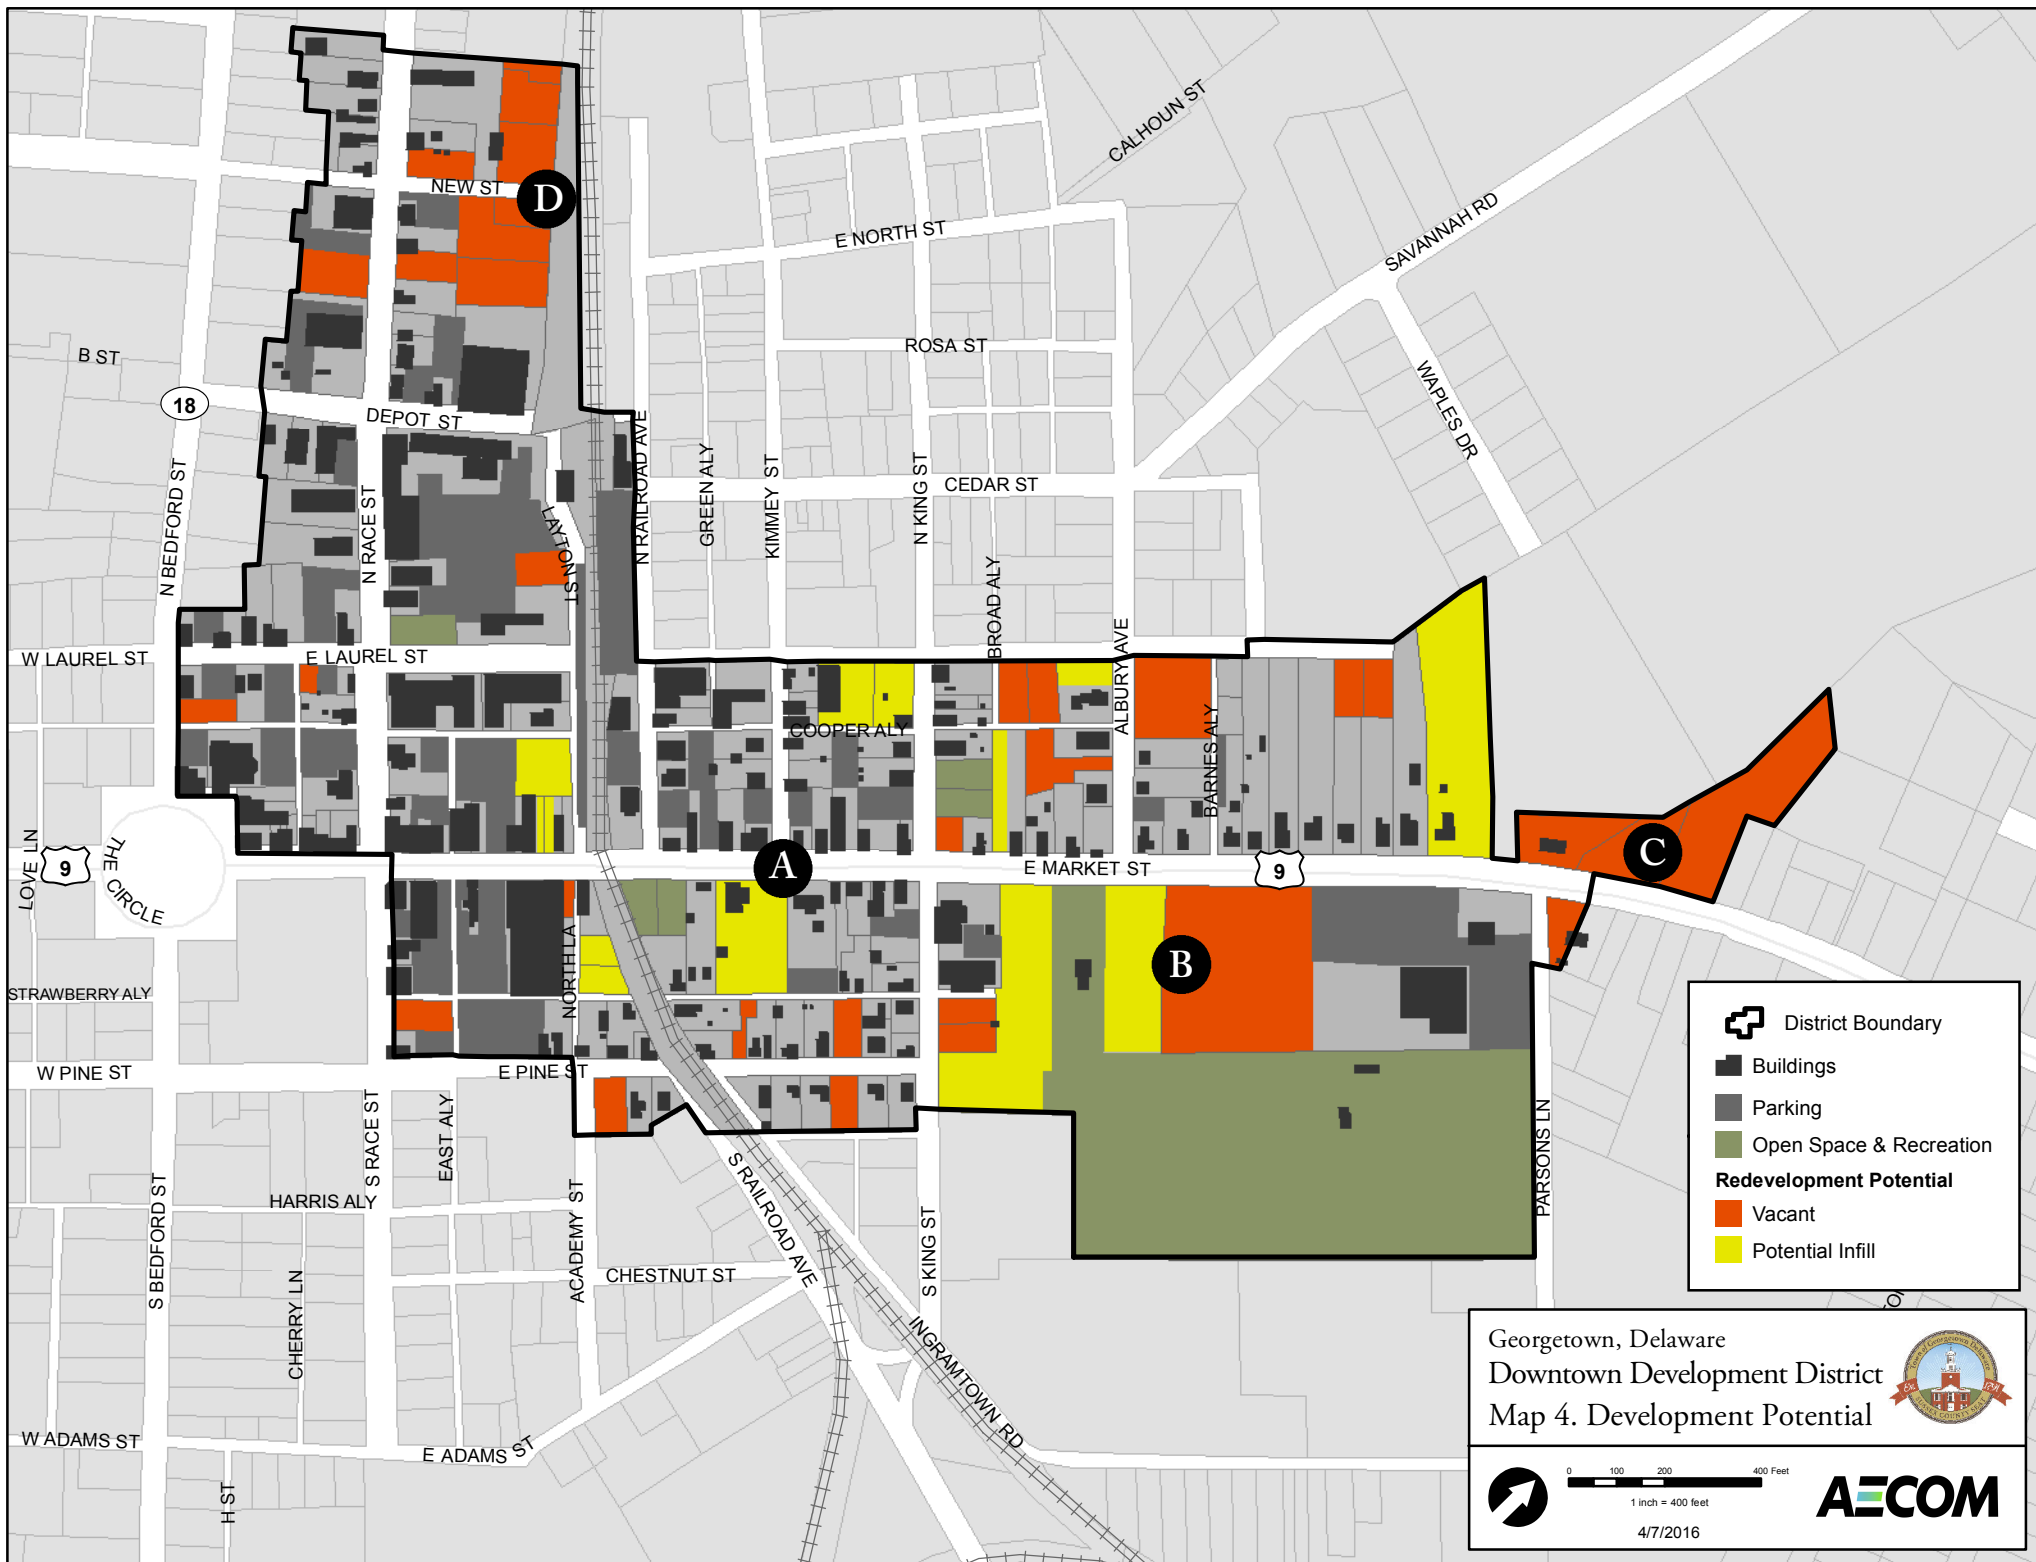 CALHOUN ST
NEW ST
D
E NORTH ST
SAVANNAH RD
B ST
18
DEPOT ST
ROSA ST
WAPLES DR
N BEDFORD ST
N RACE ST
LAYTON ST
N RAILROAD AVE
GREEN ALY
KIMMEY ST
N KING ST
CEDAR ST
BROAD ALY
ALBURY AVE
W LAUREL ST
E LAUREL ST
COOPER ALY
BARNES ALY
LOVE LN
9
THE CIRCLE
A
E MARKET ST
9
C
B
NORTH LA
STRAWBERRY ALY
W PINE ST
E PINE ST
S RACE ST
EAST ALY
HARRIS ALY
S BEDFORD ST
ACADEMY ST
S RAILROAD AVE
S KING ST
PARSONS LN
CHERRY LN
CHESTNUT ST
INGRAMTOWN RD
W ADAMS ST
E ADAMS ST
H ST
District Boundary
Buildings
Parking
Open Space & Recreation
Redevelopment Potential
Vacant
Potential Infill
Georgetown, Delaware
Downtown Development District
Map 4. Development Potential
0 100 200 400 Feet
1 inch = 400 feet
4/7/2016
AECOM